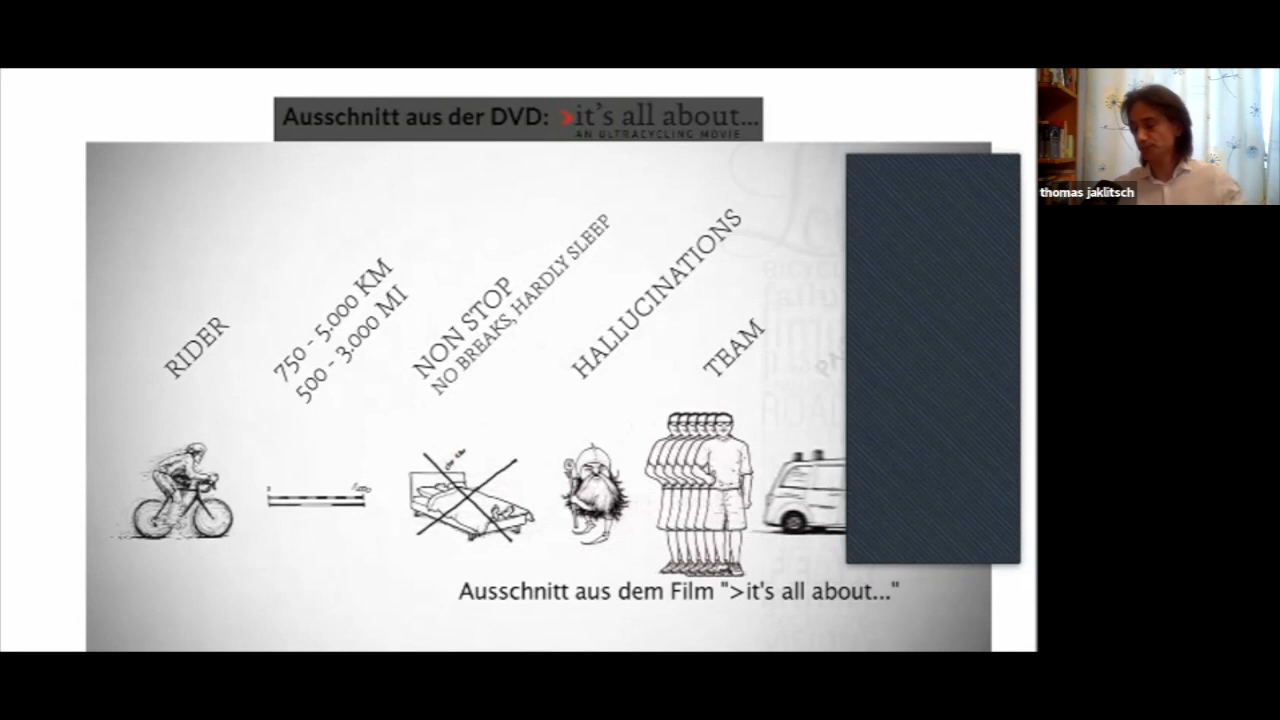 Ausschnitt aus der DVD: >it's all about...
AN ULTRACYCLING MOVIE
thomas jaklitsch
RIDER
750 - 5.000 KM
500 - 3.000 MI
NON STOP
NO BREAKS, HARDLY SLEEP
HALLUCINATIONS
TEAM
Ausschnitt aus dem Film ">it's all about..."